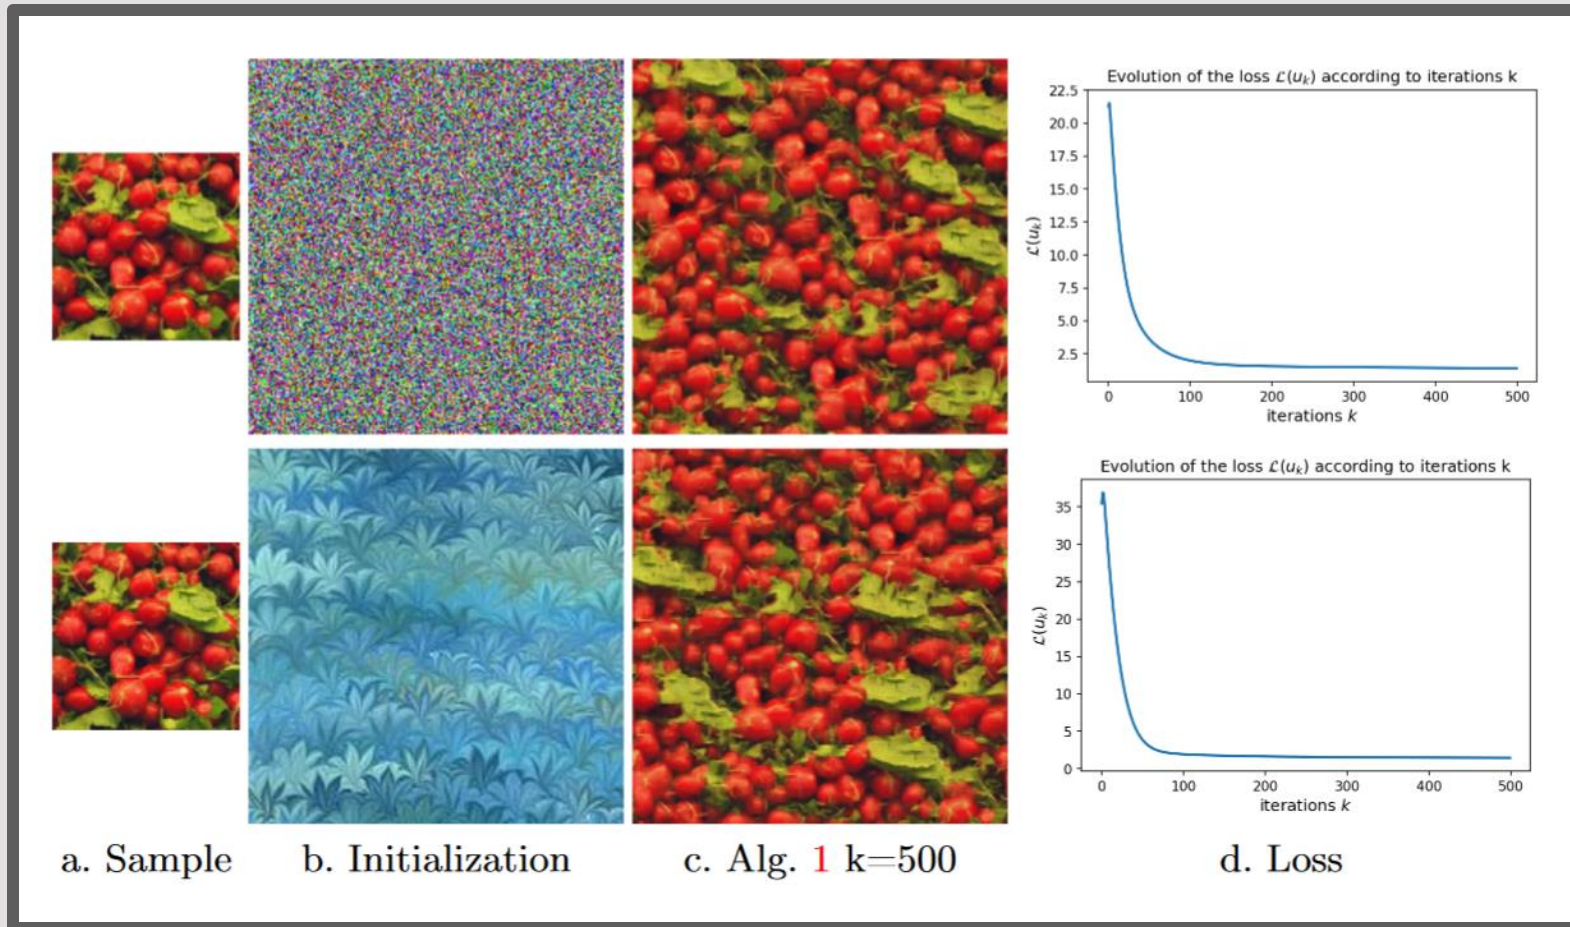 Evolution of the loss ℒ(uₖ) according to iterations k
22.5
20.0
17.5
15.0
12.5
10.0
7.5
5.0
2.5
ℒ(uₖ)
0 100 200 300 400 500
iterations k
Evolution of the loss ℒ(uₖ) according to iterations k
35
30
25
20
15
10
5
0
ℒ(uₖ)
0 100 200 300 400 500
iterations k
a. Sample b. Initialization c. Alg. 1 k=500 d. Loss